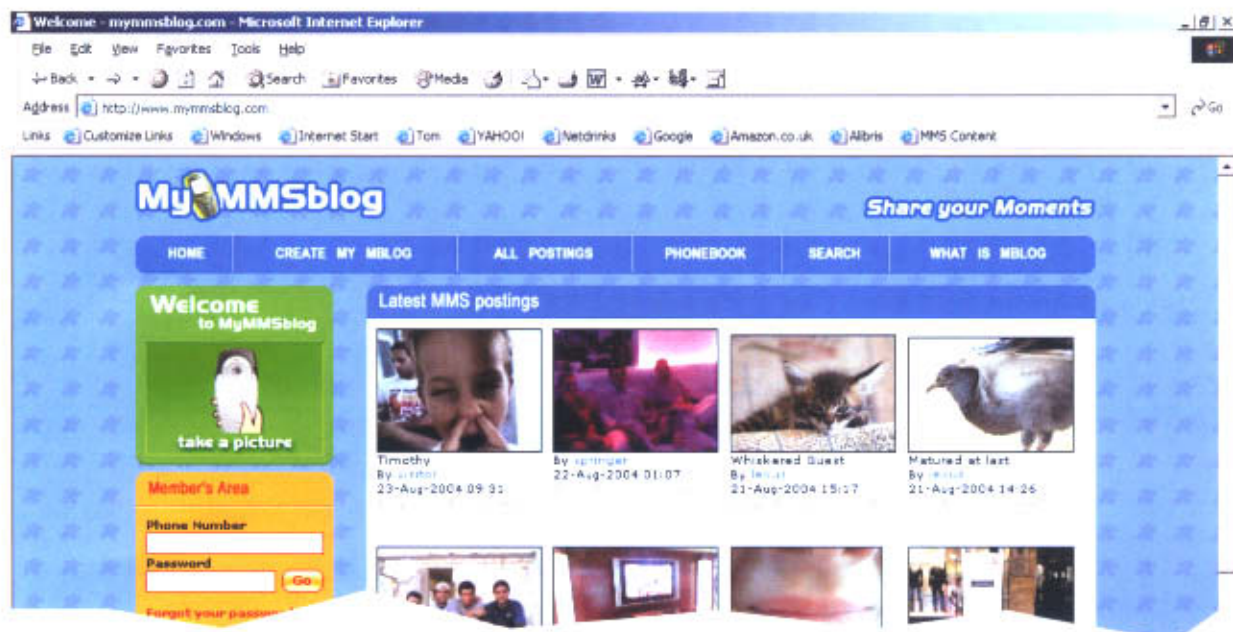 Welcome - mymmsblog.com - Microsoft Internet Explorer
File Edit View Favorites Tools Help
Back Search Favorites Media
Address http://www.mymmsblog.com Go
Links Customize Links Windows Internet Start Tom YAHOO! Netdrinks Google Amazon.co.uk Alibris MMS Content
My MMSblog
Share your Moments
HOME CREATE MY MBLOG ALL POSTINGS PHONEBOOK SEARCH WHAT IS MBLOG
Welcome
to MyMMSblog
take a picture
Member's Area
Phone Number
Password
Go
Forgot your
Latest MMS postings
Timothy
By
23-Aug-2004 09:31
By springer
22-Aug-2004 01:07
Whiskered Guest
By
21-Aug-2004 15:17
Matured at last
By
21-Aug-2004 14:26